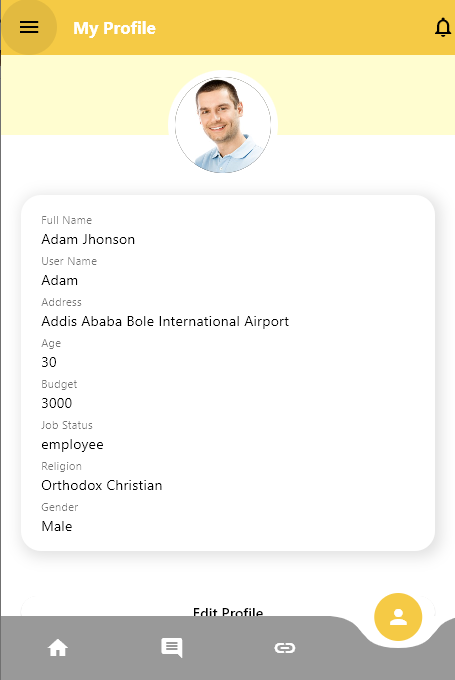 My Profile
Full Name
Adam Jhonson
User Name
Adam
Address
Addis Ababa Bole International Airport
Age
30
Budget
3000
Job Status
employee
Religion
Orthodox Christian
Gender
Male
Edit Profile